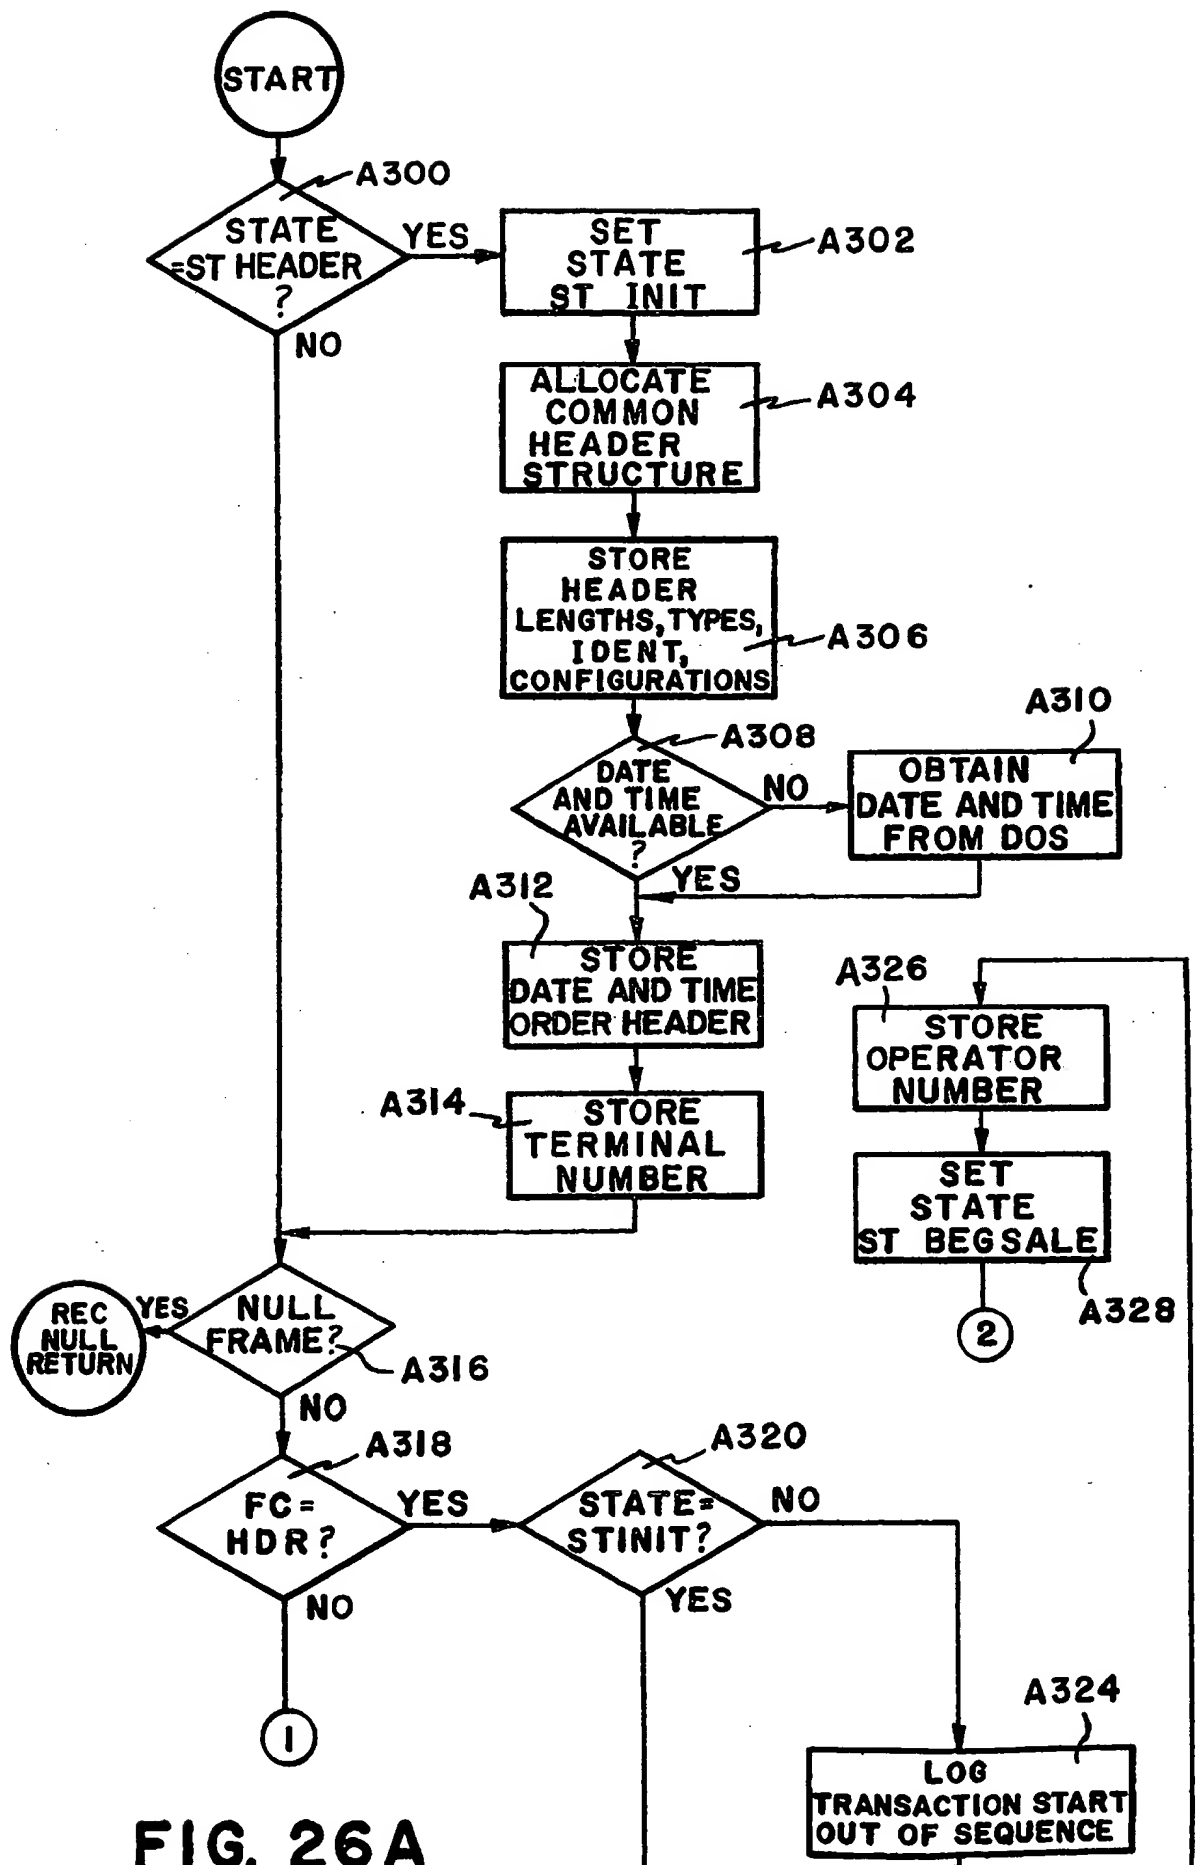 START
A300
STATE
=ST HEADER
?
YES
NO
SET
STATE
ST INIT
A302
ALLOCATE
COMMON
HEADER
STRUCTURE
A304
STORE
HEADER
LENGTHS, TYPES,
IDENT,
CONFIGURATIONS
A306
A308
DATE
AND TIME
AVAILABLE
?
NO
YES
A310
OBTAIN
DATE AND TIME
FROM DOS
A312
STORE
DATE AND TIME
ORDER HEADER
A314
STORE
TERMINAL
NUMBER
A326
STORE
OPERATOR
NUMBER
SET
STATE
ST BEGSALE
A328
2
NULL
FRAME?
A316
YES
REC
NULL
RETURN
NO
A318
FC=
HDR?
YES
NO
1
A320
STATE=
STINIT?
NO
YES
A324
LOG
TRANSACTION START
OUT OF SEQUENCE
FIG. 26A